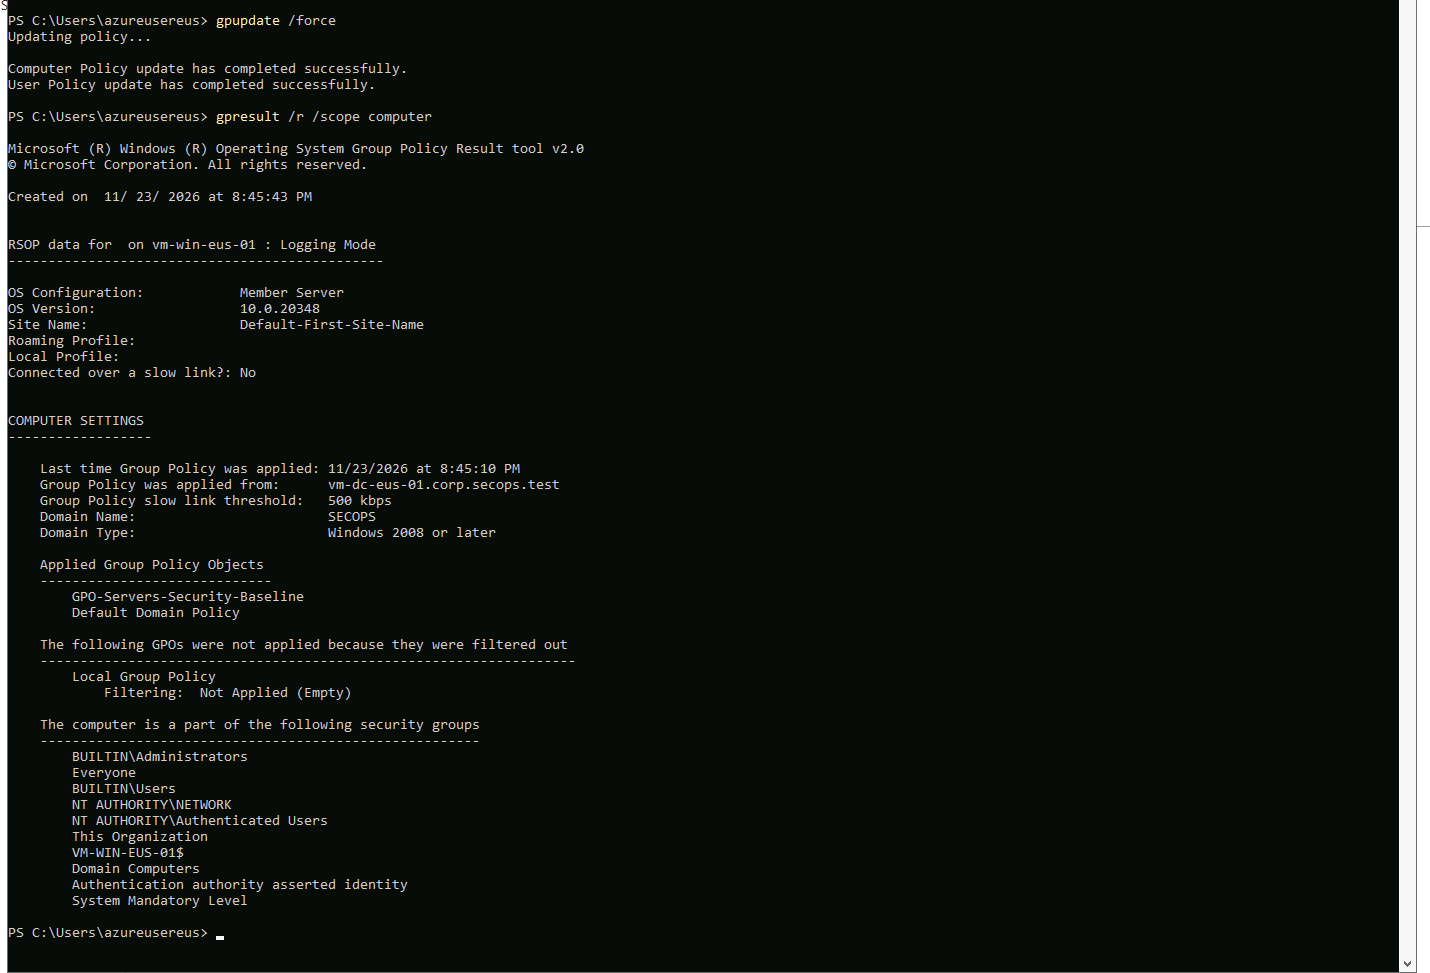 S
PS C:\Users\azureusereus> gpupdate /force
Updating policy...
Computer Policy update has completed successfully.
User Policy update has completed successfully.
PS C:\Users\azureusereus> gpresult /r /scope computer
Microsoft (R) Windows (R) Operating System Group Policy Result tool v2.0
© Microsoft Corporation. All rights reserved.
Created on  11/ 23/ 2026 at 8:45:43 PM
RSOP data for  on vm-win-eus-01 : Logging Mode
-----------------------------------------------
OS Configuration:            Member Server
OS Version:                  10.0.20348
Site Name:                   Default-First-Site-Name
Roaming Profile:
Local Profile:
Connected over a slow link?: No
COMPUTER SETTINGS
------------------
    Last time Group Policy was applied: 11/23/2026 at 8:45:10 PM
    Group Policy was applied from:      vm-dc-eus-01.corp.secops.test
    Group Policy slow link threshold:   500 kbps
    Domain Name:                        SECOPS
    Domain Type:                        Windows 2008 or later
    Applied Group Policy Objects
    -----------------------------
        GPO-Servers-Security-Baseline
        Default Domain Policy
    The following GPOs were not applied because they were filtered out
    -------------------------------------------------------------------
        Local Group Policy
            Filtering:  Not Applied (Empty)
    The computer is a part of the following security groups
    -------------------------------------------------------
        BUILTIN\Administrators
        Everyone
        BUILTIN\Users
        NT AUTHORITY\NETWORK
        NT AUTHORITY\Authenticated Users
        This Organization
        VM-WIN-EUS-01$
        Domain Computers
        Authentication authority asserted identity
        System Mandatory Level
PS C:\Users\azureusereus>